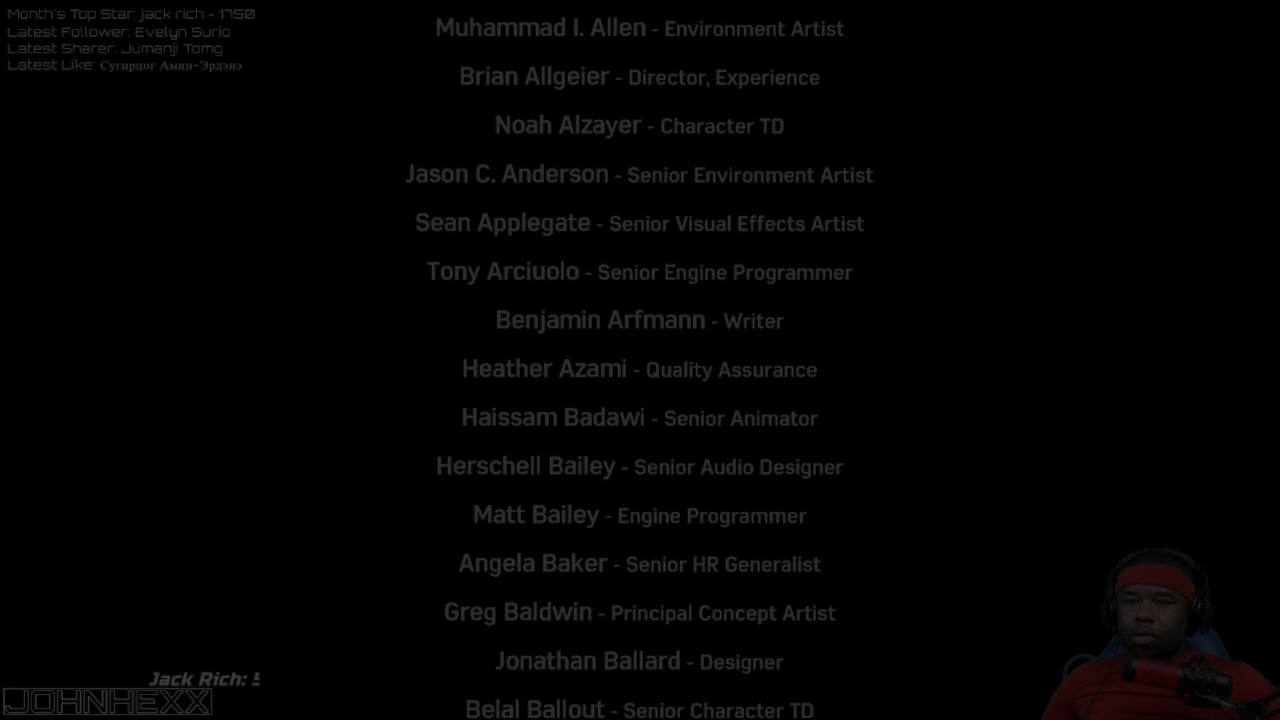 Month's Top Star: jack rich - 1750
Latest Follower: Evelyn Surio
Latest Sharer: Jumanji Tomg
Latest Like: Сугирцог Амин-Эрдэнэ
Muhammad I. Allen - Environment Artist
Brian Allgeier - Director, Experience
Noah Alzayer - Character TD
Jason C. Anderson - Senior Environment Artist
Sean Applegate - Senior Visual Effects Artist
Tony Arciuolo - Senior Engine Programmer
Benjamin Arfmann - Writer
Heather Azami - Quality Assurance
Haissam Badawi - Senior Animator
Herschell Bailey - Senior Audio Designer
Matt Bailey - Engine Programmer
Angela Baker - Senior HR Generalist
Greg Baldwin - Principal Concept Artist
Jonathan Ballard - Designer
Belal Ballout - Senior Character TD
Jack Rich:
JOHNHEXX